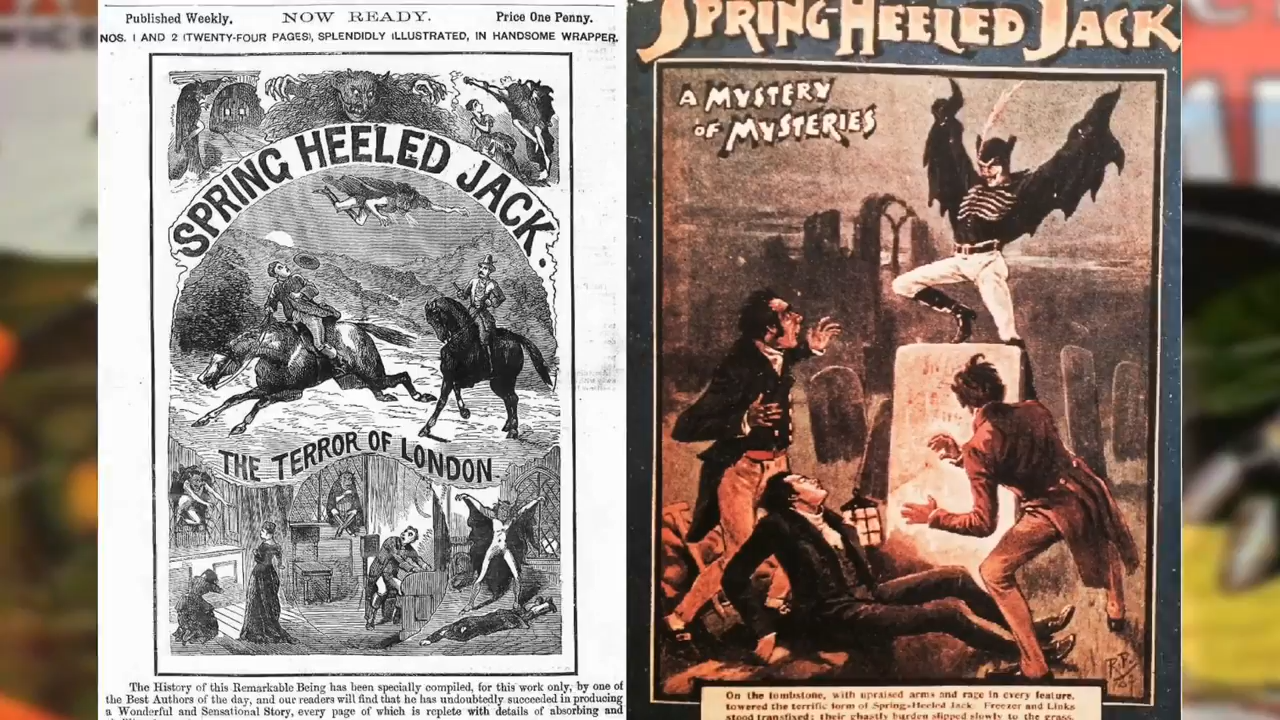 Published Weekly. NOW READY. Price One Penny.
NOS. 1 AND 2 (TWENTY-FOUR PAGES), SPLENDIDLY ILLUSTRATED, IN HANDSOME WRAPPER.
SPRING HEELED JACK.
THE TERROR OF LONDON
The History of this Remarkable Being has been specially compiled, for this work only, by one of
the Best Authors of the day, and our readers will find that he has undoubtedly succeeded in producing
a Wonderful and Sensational Story, every page of which is replete with details of absorbing and
SPRING-HEELED JACK
A MYSTERY
OF MYSTERIES
On the tombstone, with upraised arms and rage in every feature,
towered the terrific form of Spring-Heeled Jack. Freezer and Links
stood transfixed; their ghastly burden slipped slowly to the grass.